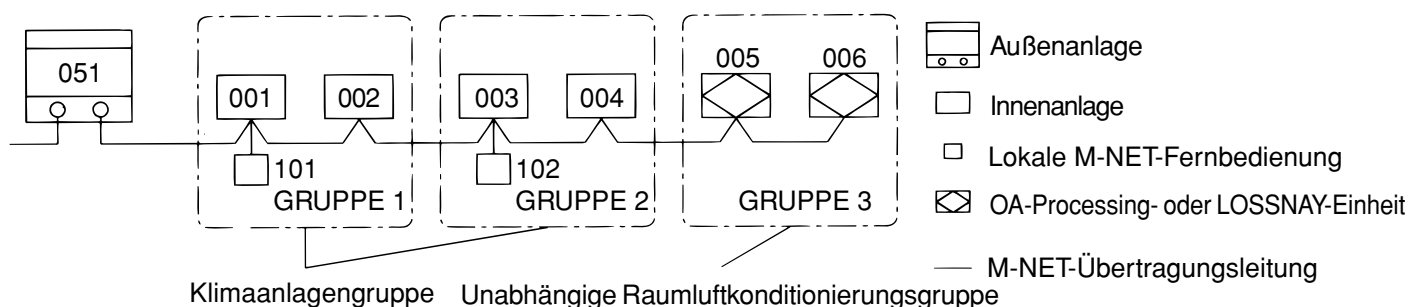 051
001
002
101
GRUPPE 1
003
004
102
GRUPPE 2
005
006
GRUPPE 3
Klimaanlagengruppe
Unabhängige Raumluftkonditionierungsgruppe
Außenanlage
Innenanlage
Lokale M-NET-Fernbedienung
OA-Processing- oder LOSSNAY-Einheit
M-NET-Übertragungsleitung